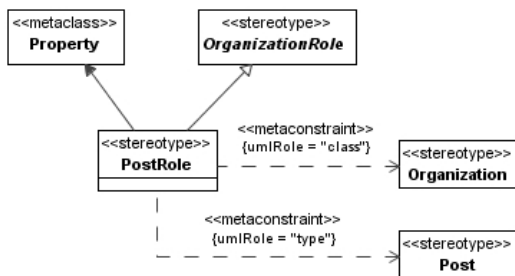 <<metaclass>>
Property
<<stereotype>>
OrganizationRole
<<stereotype>>
PostRole
<<metaconstraint>>
{umlRole = "class"}
<<stereotype>>
Organization
<<metaconstraint>>
{umlRole = "type"}
<<stereotype>>
Post